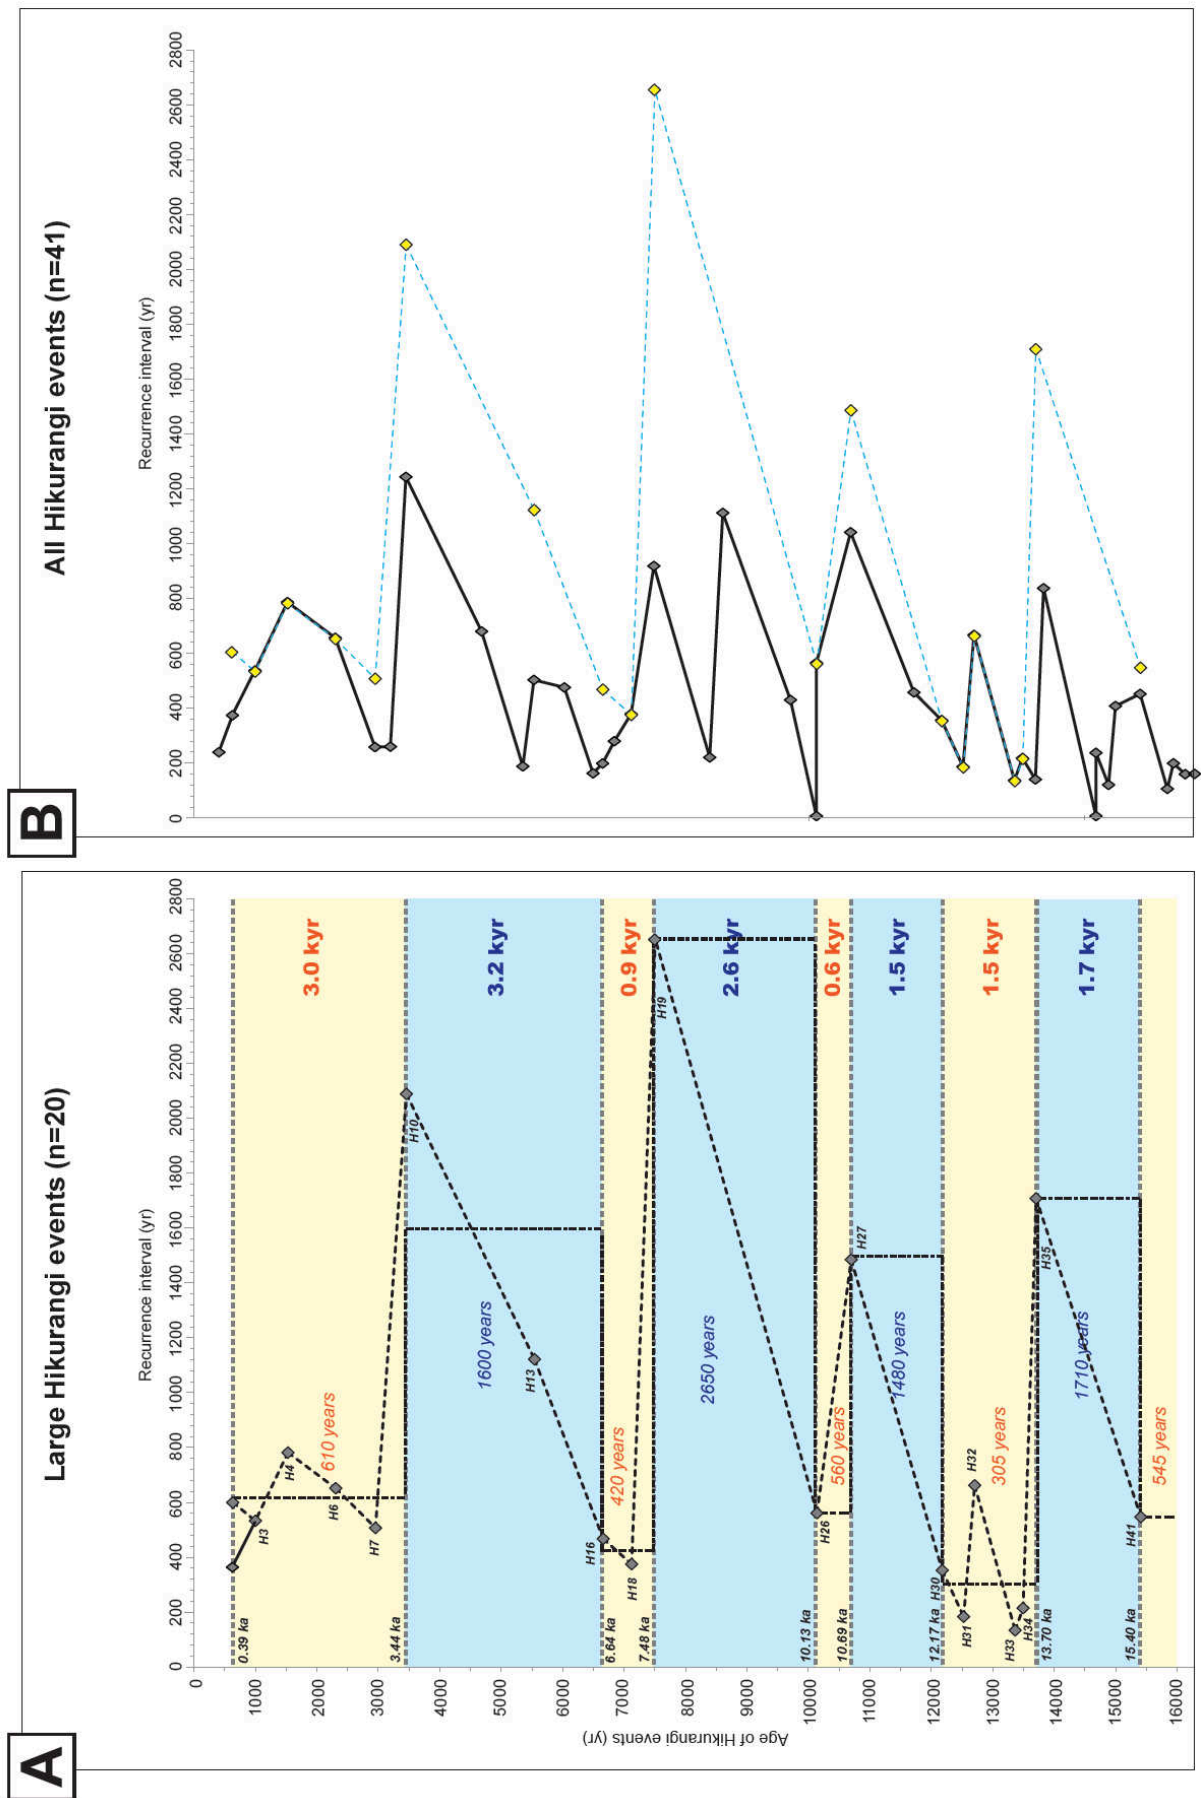 A
Large Hikurangi events (n=20)
Recurrence interval (yr)
0 200 400 600 800 1000 1200 1400 1600 1800 2000 2200 2400 2600 2800
Age of Hikurangi events (yr)
0
1000
2000
3000
4000
5000
6000
7000
8000
9000
10000
11000
12000
13000
14000
15000
16000
0.39 ka
3.44 ka
6.64 ka
7.48 ka
10.13 ka
10.69 ka
12.17 ka
13.70 ka
15.40 ka
H3
H4
H6
H7
H10
H13
H16
H18
H19
H26
H27
H30
H31
H32
H33
H34
H35
H41
610 years
1600 years
420 years
2650 years
560 years
1480 years
305 years
1710 years
545 years
3.0 kyr
3.2 kyr
0.9 kyr
2.6 kyr
0.6 kyr
1.5 kyr
1.5 kyr
1.7 kyr
B
All Hikurangi events (n=41)
Recurrence interval (yr)
0 200 400 600 800 1000 1200 1400 1600 1800 2000 2200 2400 2600 2800